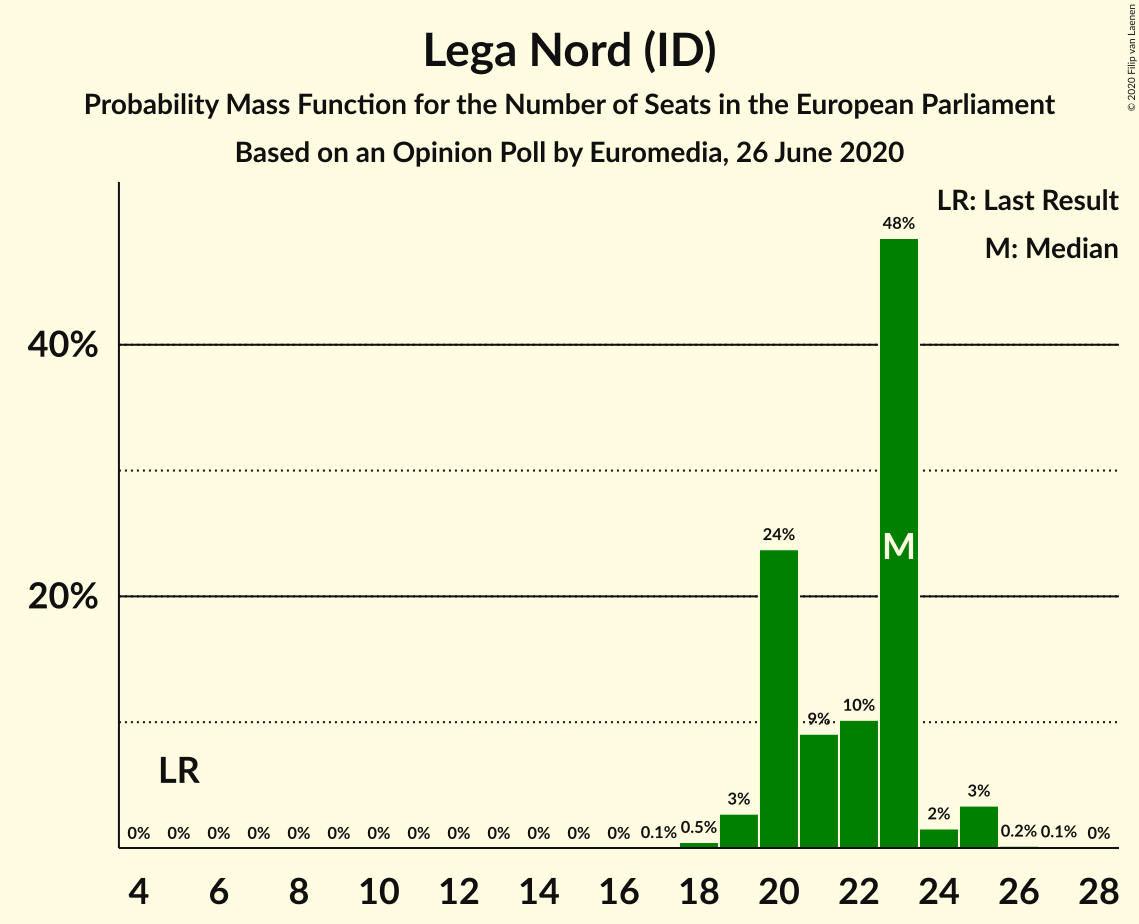 © 2020 Filip van Laenen
Lega Nord (ID)
Probability Mass Function for the Number of Seats in the European Parliament
Based on an Opinion Poll by Euromedia, 26 June 2020
LR: Last Result
M: Median
48%
40%
24%
M
20%
10%
9%
LR
3%
3%
2%
0% 0% 0% 0% 0% 0% 0% 0% 0% 0% 0% 0% 0% 0.1% 0.5% 0.2% 0.1% 0%
4 6 8 10 12 14 16 18 20 22 24 26 28